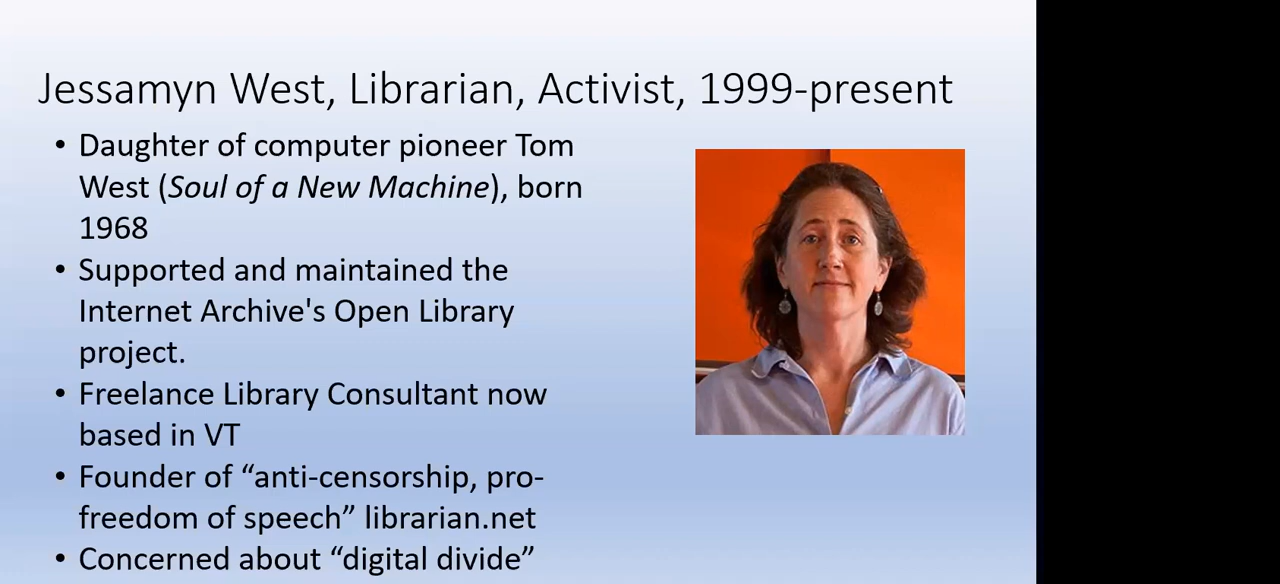 Jessamyn West, Librarian, Activist, 1999-present
• Daughter of computer pioneer Tom
West (Soul of a New Machine), born
1968
• Supported and maintained the
Internet Archive's Open Library
project.
• Freelance Library Consultant now
based in VT
• Founder of “anti-censorship, pro-
freedom of speech” librarian.net
• Concerned about “digital divide”